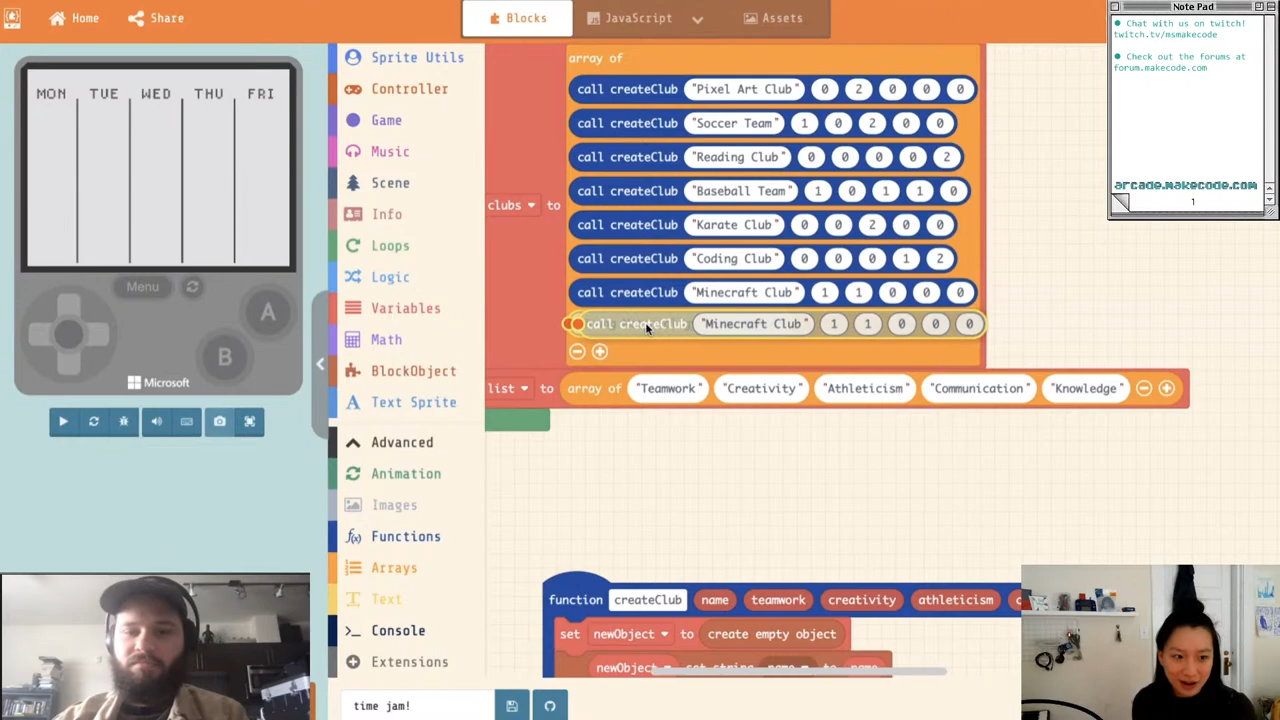 Home
Share
Blocks
JavaScript
Assets
Note Pad
Chat with us on twitch!
twitch.tv/msmakecode
Check out the forums at
forum.makecode.com
arcade.makecode.com
1
MON TUE WED THU FRI
Menu
A
B
Microsoft
Sprite Utils
Controller
Game
Music
Scene
Info
Loops
Logic
Variables
Math
BlockObject
Text Sprite
Advanced
Animation
Images
Functions
Arrays
Text
Console
Extensions
time jam!
clubs to
array of
call createClub "Pixel Art Club" 0 2 0 0 0
call createClub "Soccer Team" 1 0 2 0 0
call createClub "Reading Club" 0 0 0 0 2
call createClub "Baseball Team" 1 0 1 1 0
call createClub "Karate Club" 0 0 2 0 0
call createClub "Coding Club" 0 0 0 1 2
call createClub "Minecraft Club" 1 1 0 0 0
call createClub "Minecraft Club" 1 1 0 0 0
list to array of "Teamwork" "Creativity" "Athleticism" "Communication" "Knowledge"
function createClub name teamwork creativity athleticism
set newObject to create empty object
newObject set string name to name